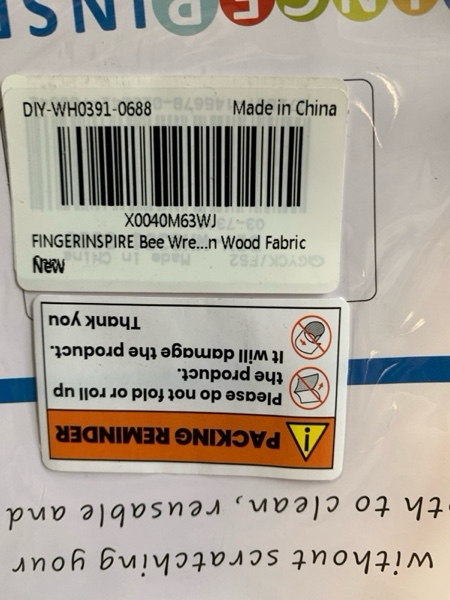 FINGERINSPIRE
DIY-WH0391-0688 Made in China
X0040M63WJ
FINGERINSPIRE Bee Wre...n Wood Fabric
New
PACKING REMINDER
Please do not fold or roll up
the product.
It will damage the product.
Thank you
without scratching your
th to clean, reusable and